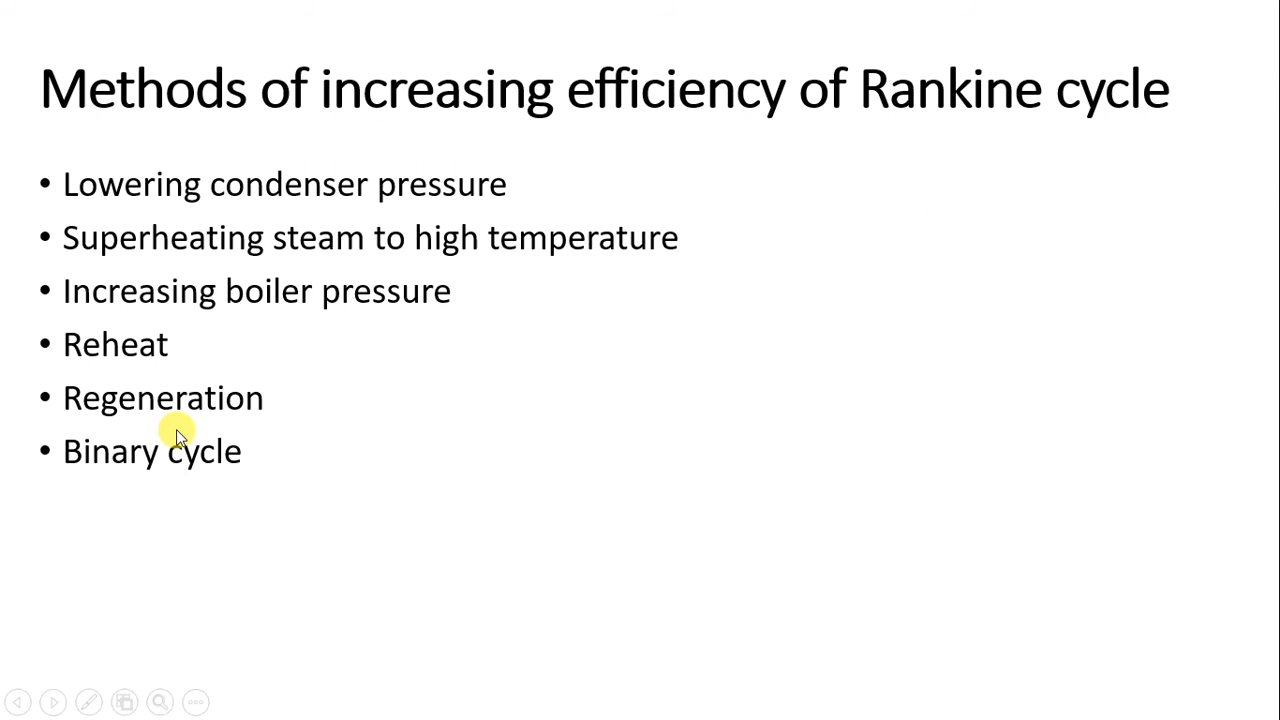 Methods of increasing efficiency of Rankine cycle
• Lowering condenser pressure
• Superheating steam to high temperature
• Increasing boiler pressure
• Reheat
• Regeneration
• Binary cycle